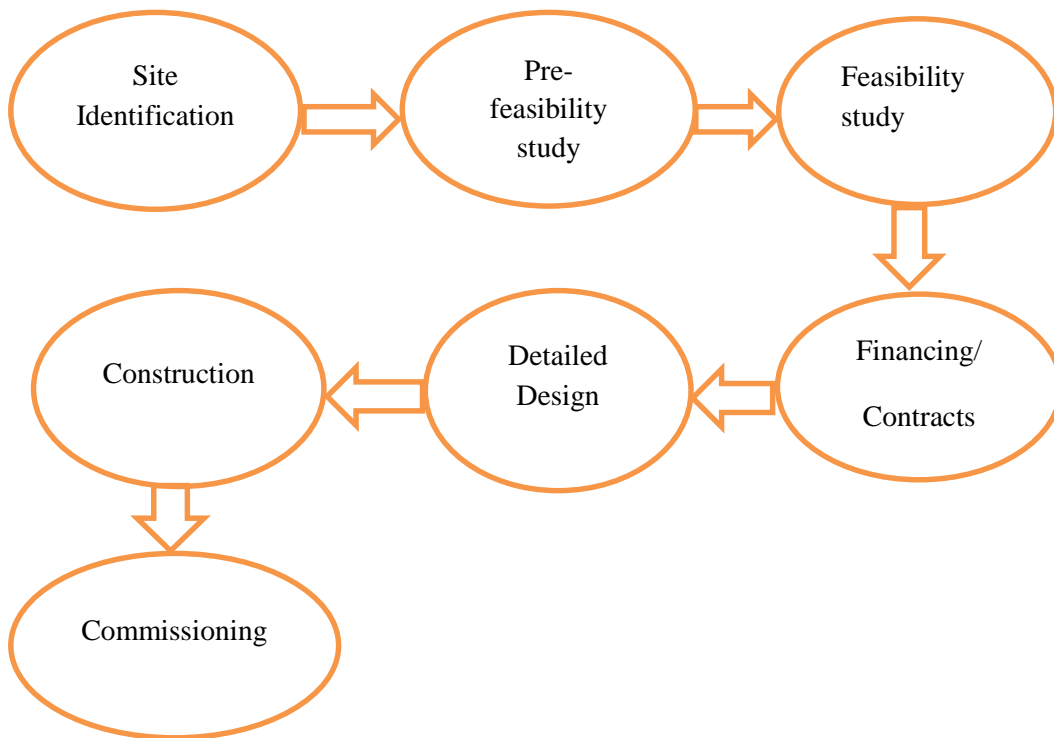 Site
Identification
Pre-
feasibility
study
Feasibility
study
Financing/
Contracts
Detailed
Design
Construction
Commissioning